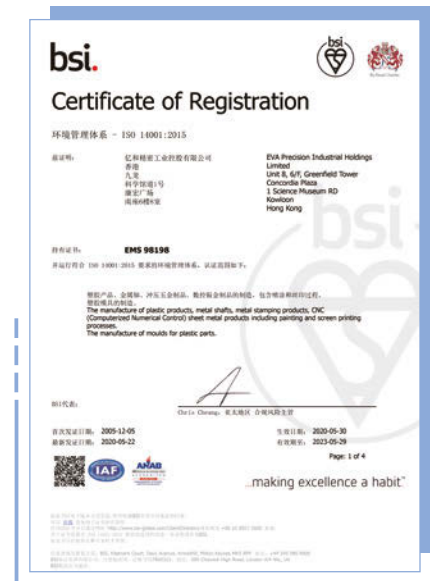 bsi.
bsi
Certificate of Registration
环境管理体系 - ISO 14001:2015
兹证明:
亿和精密工业控股有限公司
香港
九龙
科学馆道1号
康宏广场
南座6楼8室
EVA Precision Industrial Holdings
Limited
Unit 8, 6/F, Greenfield Tower
Concordia Plaza
1 Science Museum RD
Kowloon
Hong Kong
持有证书:
EMS 98198
并运行符合 ISO 14001:2015 要求的环境管理体系,认证范围如下:
塑胶产品、金属轴、冲压五金制品、数控钣金制品的制造,包含喷涂和丝印过程。
塑胶模具的制造。
The manufacture of plastic products, metal shafts, metal stamping products, CNC
(Computerized Numerical Control) sheet metal products including painting and screen printing
processes.
The manufacture of moulds for plastic parts.
BSI代表:
Chris Cheung, 亚太地区 合规风险主管
首次发证日期: 2005-12-05
生效日期: 2020-05-30
最新发证日期: 2020-05-22
有效期至: 2023-05-29
Page: 1 of 4
IAF
ANAB
...making excellence a habit.™